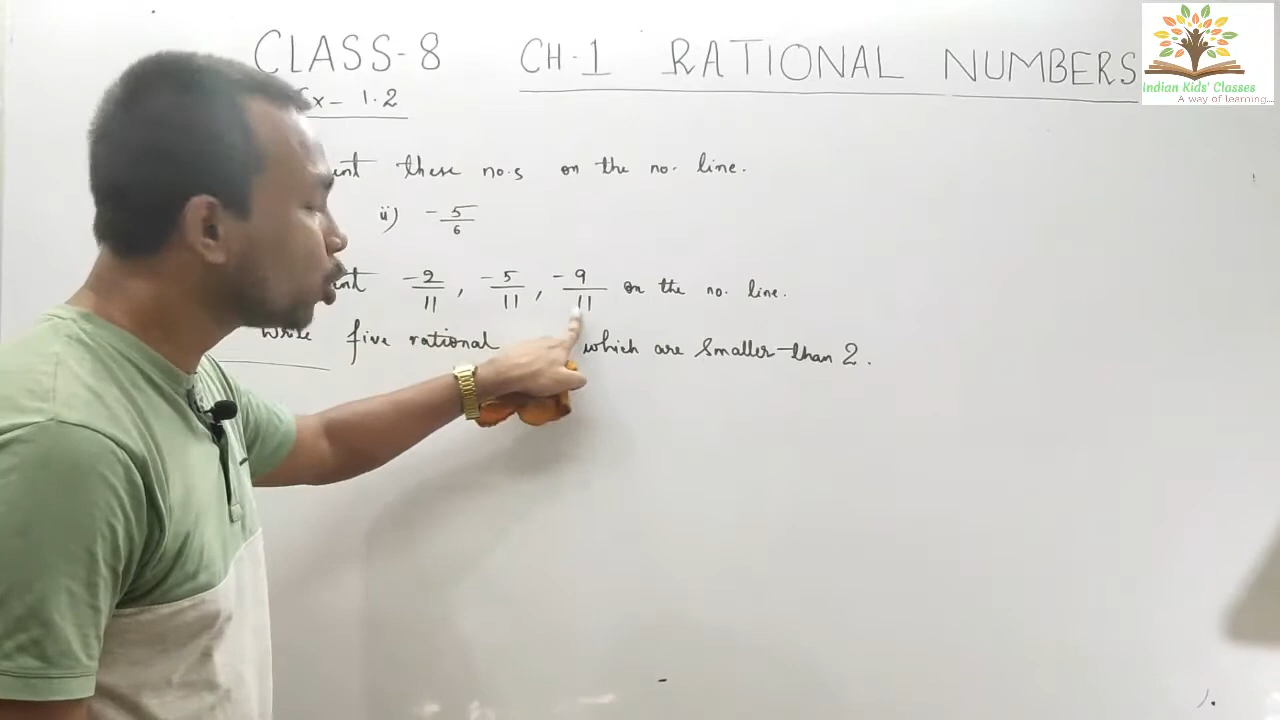 CLASS-8 CH-1 RATIONAL NUMBERS
Ex- 1.2
these no.s on the no. line.
ii) -5/6
-2/11, -5/11, -9/11 on the no. line.
Write five rational which are smaller than 2.
Indian Kids' Classes
A way of learning...